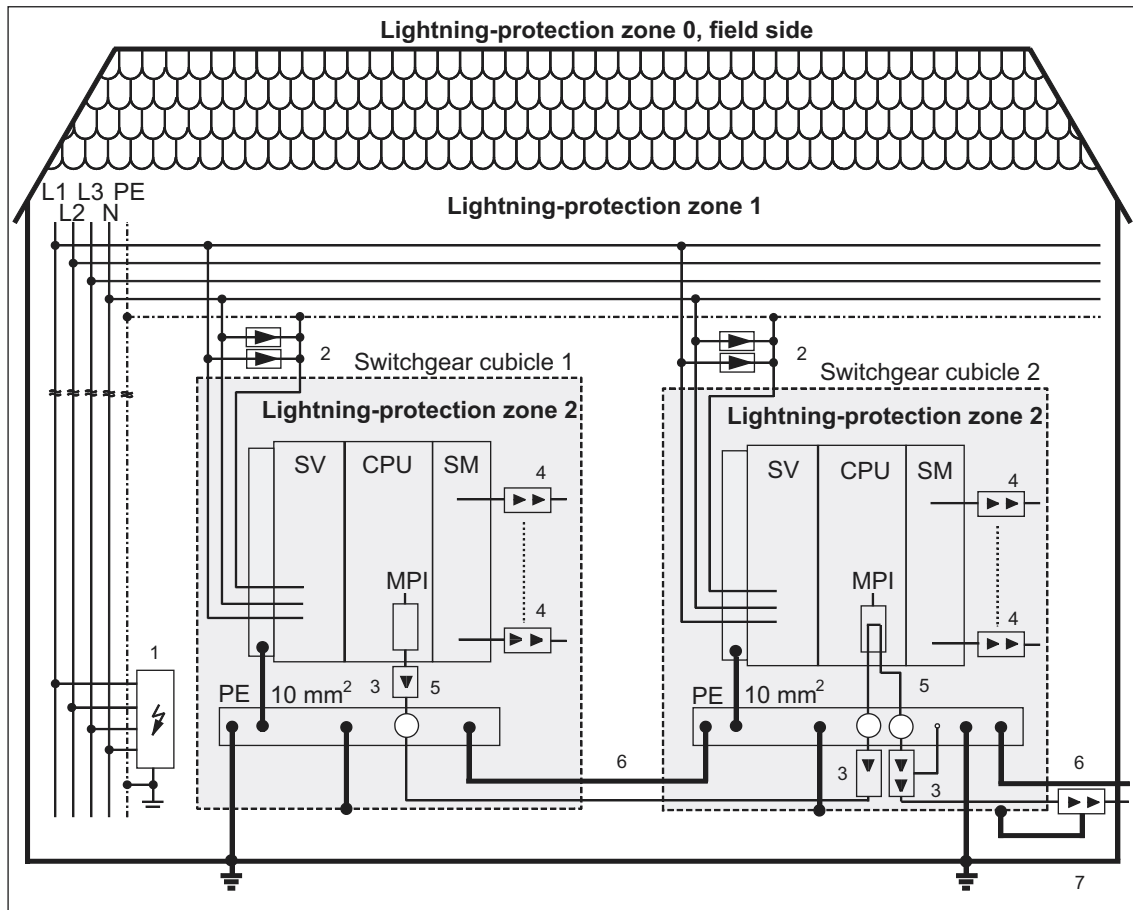 Lightning-protection zone 0, field side
L1 L3 PE
L2 N
Lightning-protection zone 1
2
2
Switchgear cubicle 1
Switchgear cubicle 2
Lightning-protection zone 2
Lightning-protection zone 2
SV CPU SM
SV CPU SM
4
4
MPI
MPI
4
4
1
3
5
5
PE 10 mm²
PE 10 mm²
6
3
3
6
7